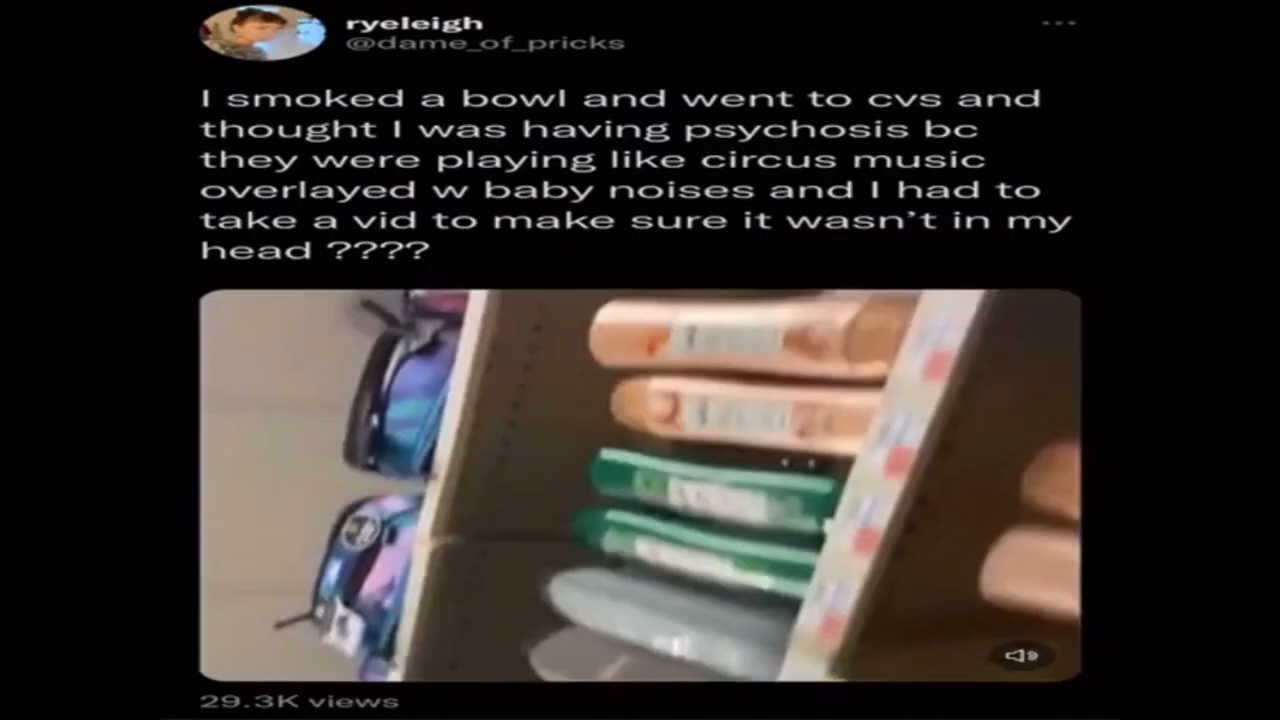 ryeleigh
@dame_of_pricks
I smoked a bowl and went to cvs and
thought I was having psychosis bc
they were playing like circus music
overlayed w baby noises and I had to
take a vid to make sure it wasn’t in my
head ????
29.3K views